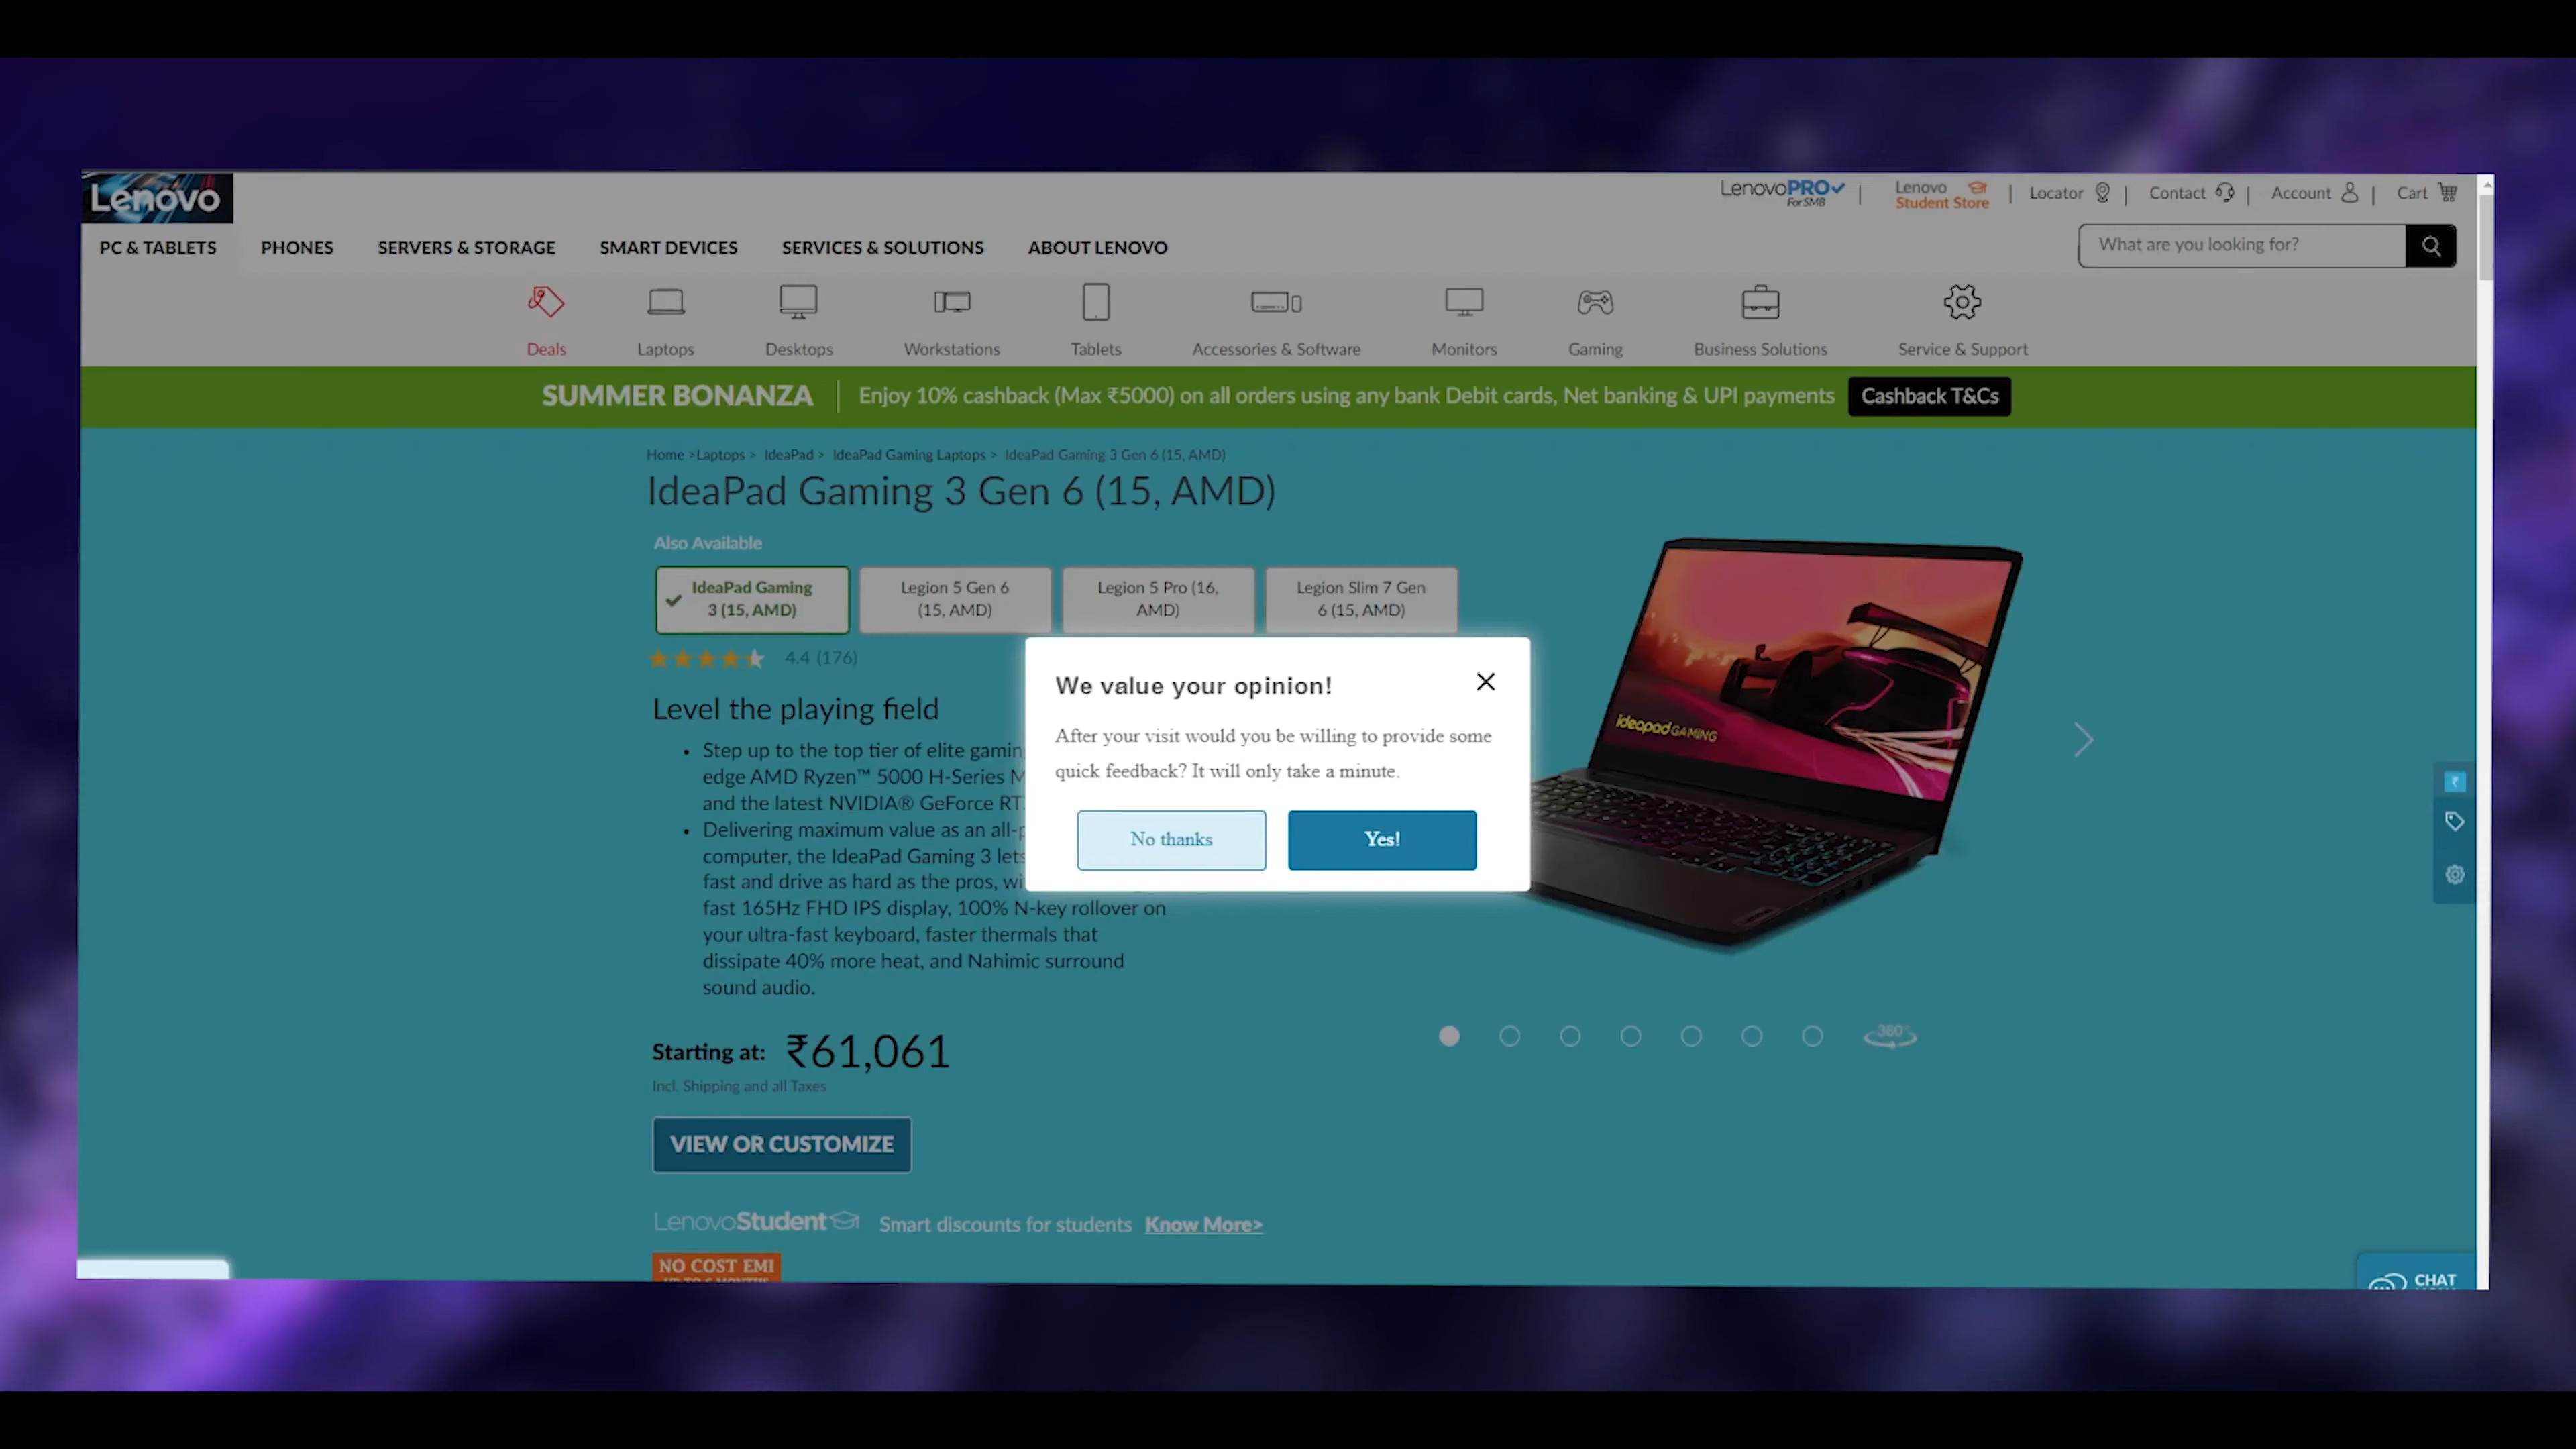 Lenovo
LenovoPRO
For SMB
Lenovo
Student Store
Locator
Contact
Account
Cart
PC & TABLETS
PHONES
SERVERS & STORAGE
SMART DEVICES
SERVICES & SOLUTIONS
ABOUT LENOVO
What are you looking for?
Deals
Laptops
Desktops
Workstations
Tablets
Accessories & Software
Monitors
Gaming
Business Solutions
Service & Support
SUMMER BONANZA
Enjoy 10% cashback (Max ₹5000) on all orders using any bank Debit cards, Net banking & UPI payments
Cashback T&Cs
Home >Laptops > IdeaPad > IdeaPad Gaming Laptops > IdeaPad Gaming 3 Gen 6 (15, AMD)
IdeaPad Gaming 3 Gen 6 (15, AMD)
Also Available
IdeaPad Gaming
3 (15, AMD)
Legion 5 Gen 6
(15, AMD)
Legion 5 Pro (16,
AMD)
Legion Slim 7 Gen
6 (15, AMD)
4.4 (176)
Level the playing field
Step up to the top tier of elite
edge AMD Ryzen™ 5000 H-Series
and the latest NVIDIA® GeForce
Delivering maximum value as an
computer, the IdeaPad Gaming 3 lets
fast and drive as hard as the pros,
fast 165Hz FHD IPS display, 100% N-key rollover on
your ultra-fast keyboard, faster thermals that
dissipate 40% more heat, and Nahimic surround
sound audio.
We value your opinion!
After your visit would you be willing to provide some
quick feedback? It will only take a minute.
No thanks
Yes!
ideapad GAMING
₹
360°
Starting at: ₹61,061
Incl. Shipping and all Taxes
VIEW OR CUSTOMIZE
LenovoStudent
Smart discounts for students Know More>
NO COST EMI
CHAT